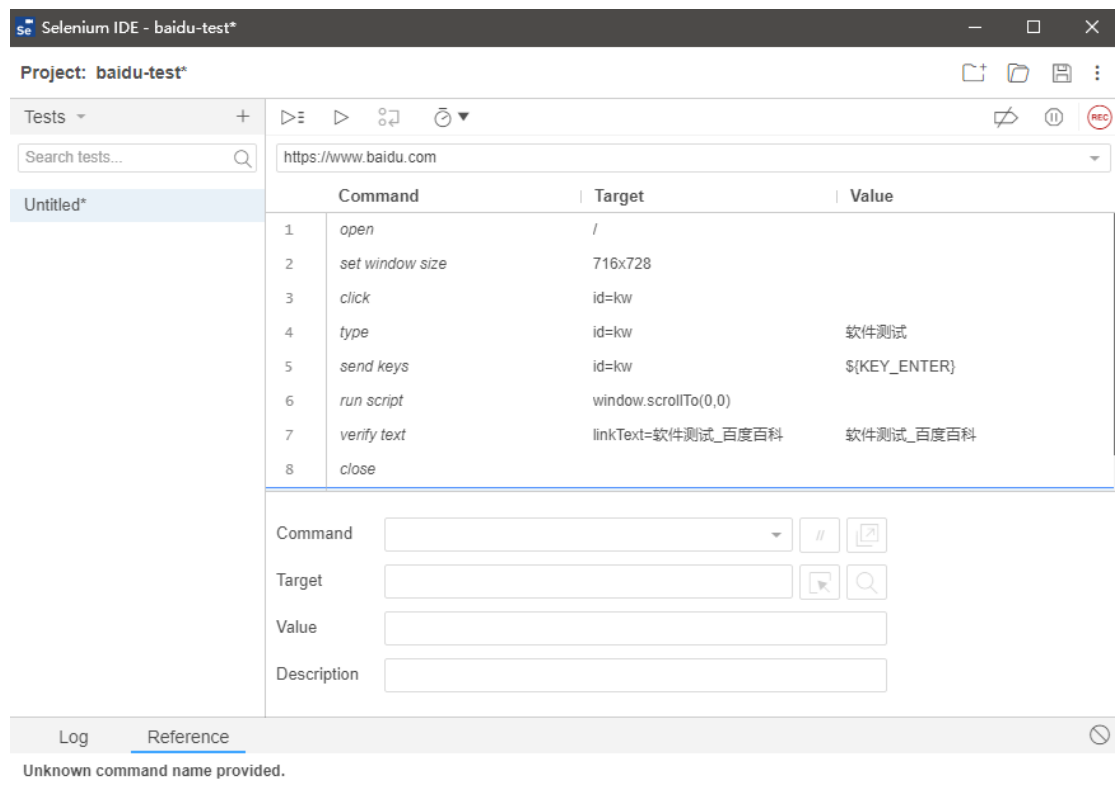 Se Selenium IDE - baidu-test*
Project: baidu-test*
Tests
REC
Search tests...
https://www.baidu.com
Untitled*
Command Target Value
1 open /
2 set window size 716x728
3 click id=kw
4 type id=kw 软件测试
5 send keys id=kw ${KEY_ENTER}
6 run script window.scrollTo(0,0)
7 verify text linkText=软件测试_百度百科 软件测试_百度百科
8 close
Command //
Target
Value
Description
Log Reference
Unknown command name provided.